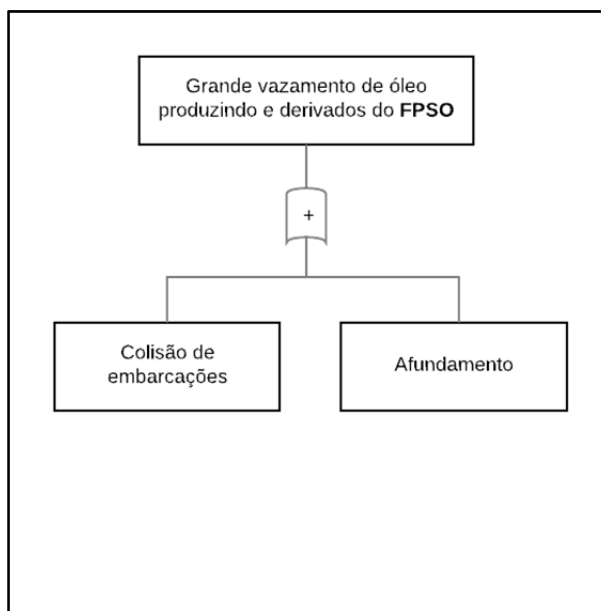 Grande vazamento de óleo
produzindo e derivados do FPSO
+
Colisão de
embarcações
Afundamento